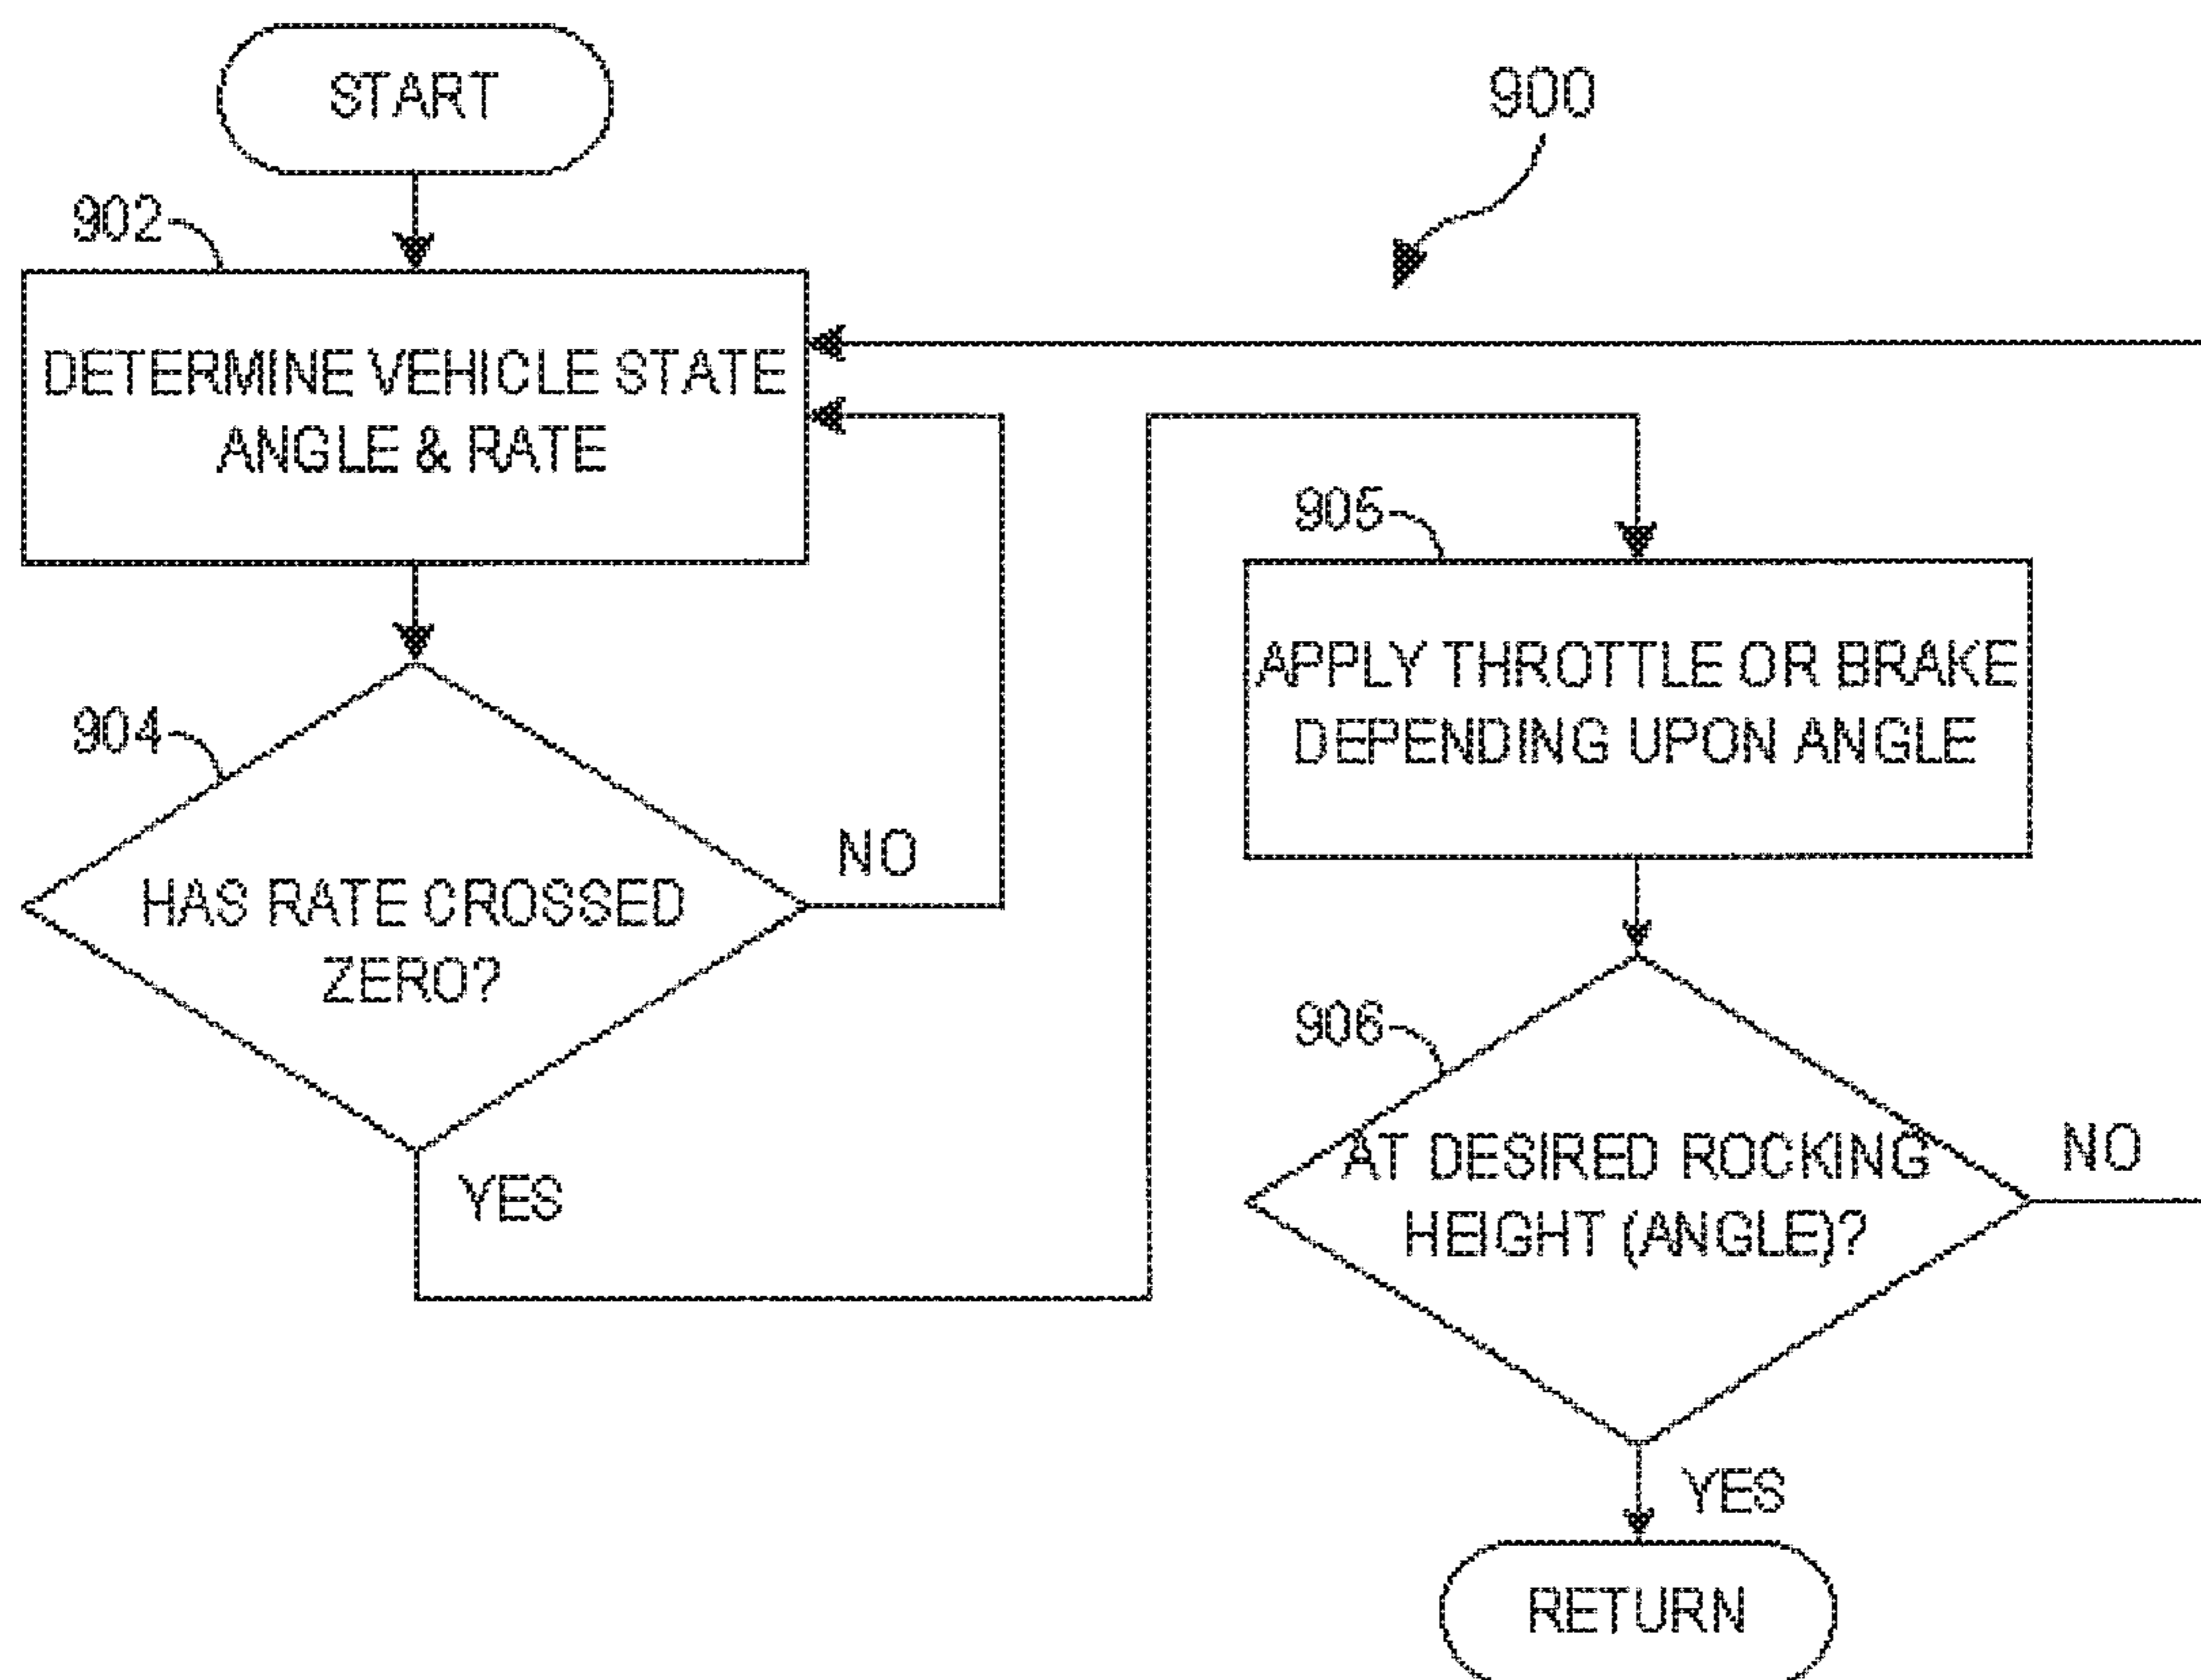 START
900
902
DETERMINE VEHICLE STATE
ANGLE & RATE
904
HAS RATE CROSSED
ZERO?
NO
YES
905
APPLY THROTTLE OR BRAKE
DEPENDING UPON ANGLE
906
AT DESIRED ROCKING
HEIGHT (ANGLE)?
NO
YES
RETURN